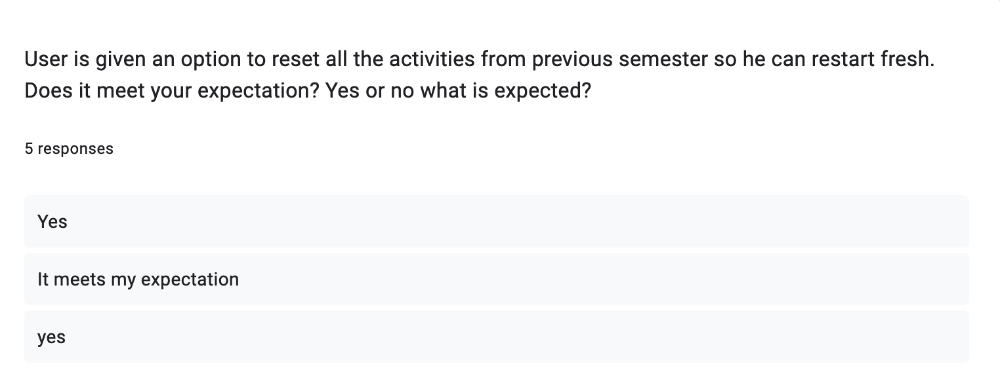 User is given an option to reset all the activities from previous semester so he can restart fresh.
Does it meet your expectation? Yes or no what is expected?
5 responses
Yes
It meets my expectation
yes